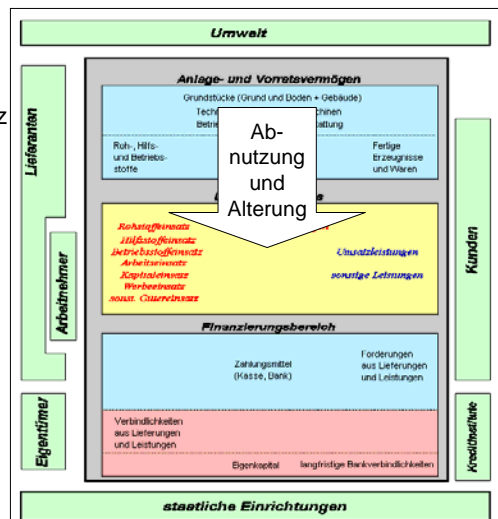 Umwelt
z
Lieferanten
Arbeitnehmer
Anlage- und Vorratsvermögen
Grundstücke (Grund und Boden + Gebäude)
Roh-, Hilfs-
und Betriebs-
stoffe
Fertige
Erzeugnisse
und Waren
Ab-
nutzung
und
Alterung
Rohstoffeinsatz
Hilfsstoffeinsatz
Betriebsstoffeinsatz
Arbeitseinsatz
Kapitaleinsatz
Werbeeinsatz
sonst. Gütereinsatz
Umsatzleistungen
sonstige Leistungen
Kunden
Finanzierungsbereich
Zahlungsmittel
(Kasse, Bank)
Forderungen
aus Lieferungen
und Leistungen
Verbindlichkeiten
aus Lieferungen
und Leistungen
Eigenkapital
langfristige Bankverbindlichkeiten
Eigentümer
Kreditinstitute
staatliche Einrichtungen